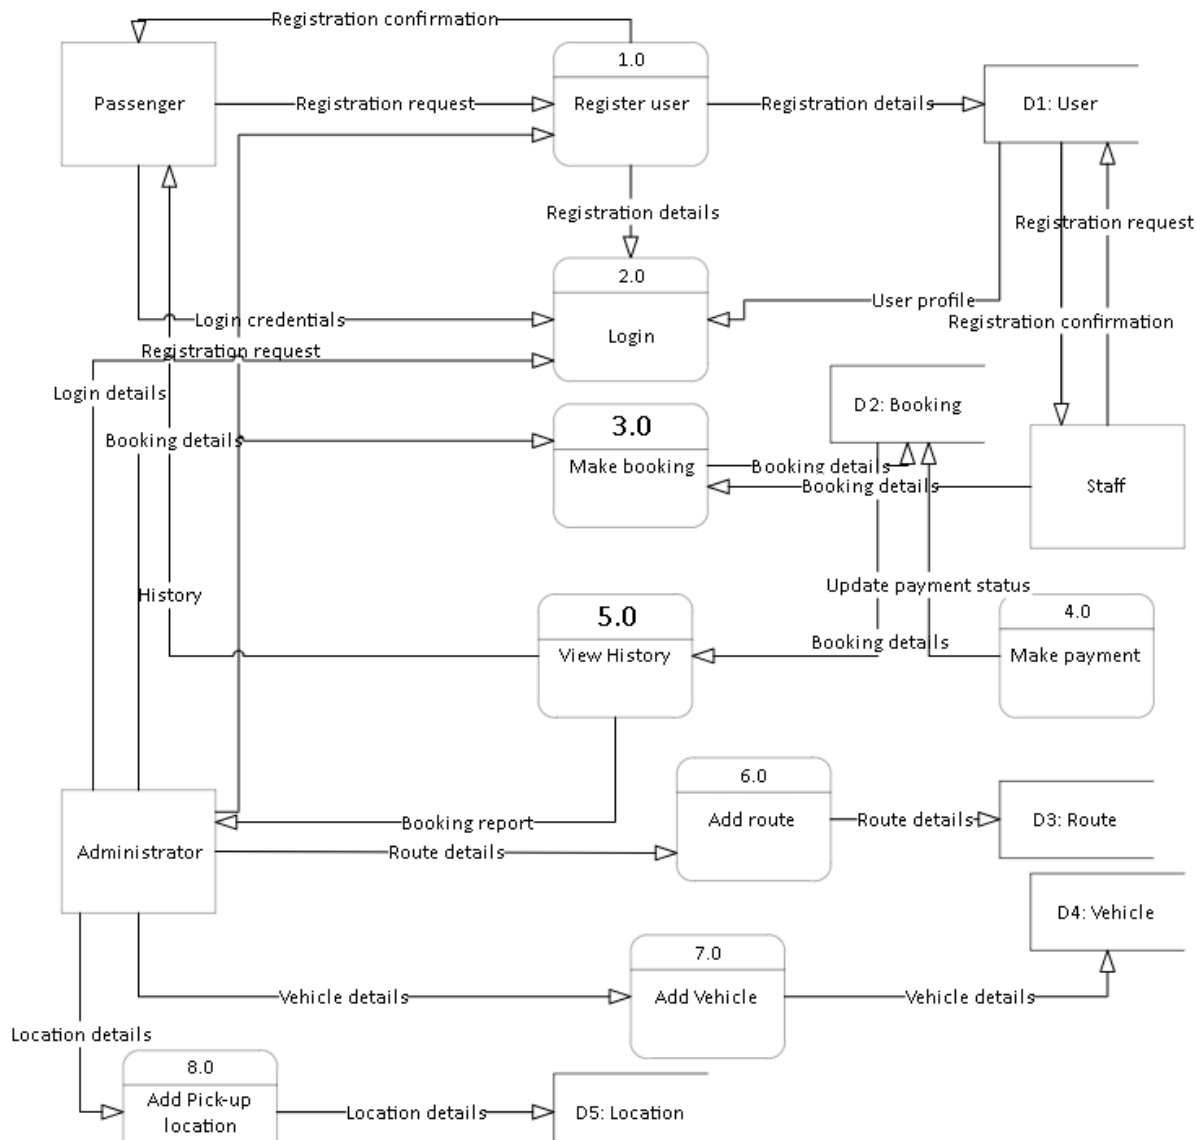 Registration confirmation
1.0
Passenger
Registration request
Register user
Registration details
D1: User
Registration details
Registration request
2.0
User profile
Login credentials
Registration confirmation
Login
Registration request
Login details
D2: Booking
3.0
Booking details
Make booking
Booking details
Booking details
Staff
Update payment status
History
5.0
4.0
Booking details
View History
Make payment
6.0
Booking report
Add route
Route details
D3: Route
Administrator
Route details
D4: Vehicle
7.0
Vehicle details
Add Vehicle
Vehicle details
Location details
8.0
Add Pick-up
location
Location details
D5: Location